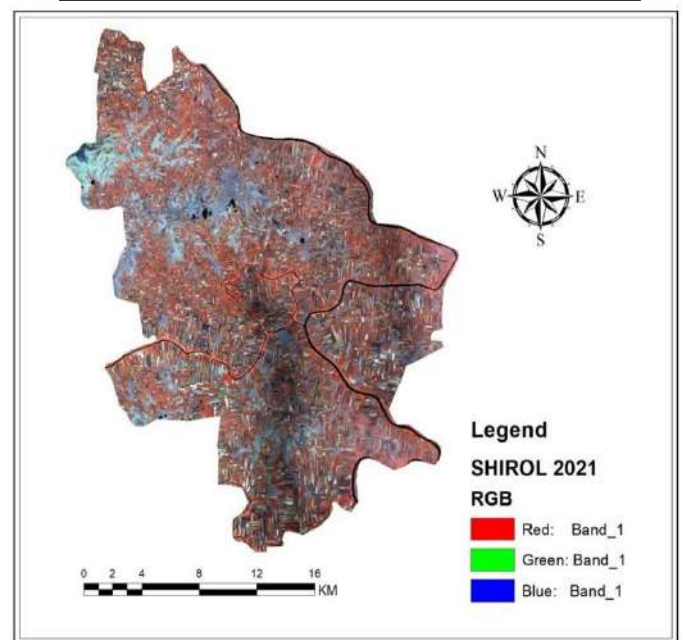 N
W E
S
Legend
SHIROL 2021
RGB
Red: Band_1
Green: Band_1
Blue: Band_1
0 2 4 8 12 16
KM